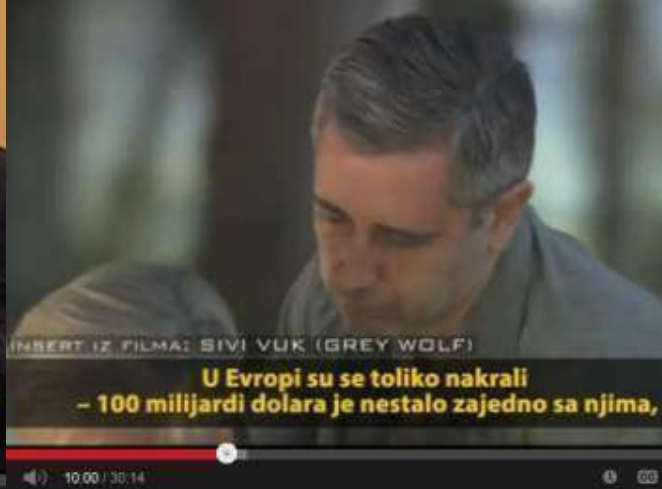 INSERT IZ FILMA: SIVI VUK (GREY WOLF)
U Evropi su se toliko nakrali
– 100 milijardi dolara je nestalo zajedno sa njima,
10:00 / 30:14
CC